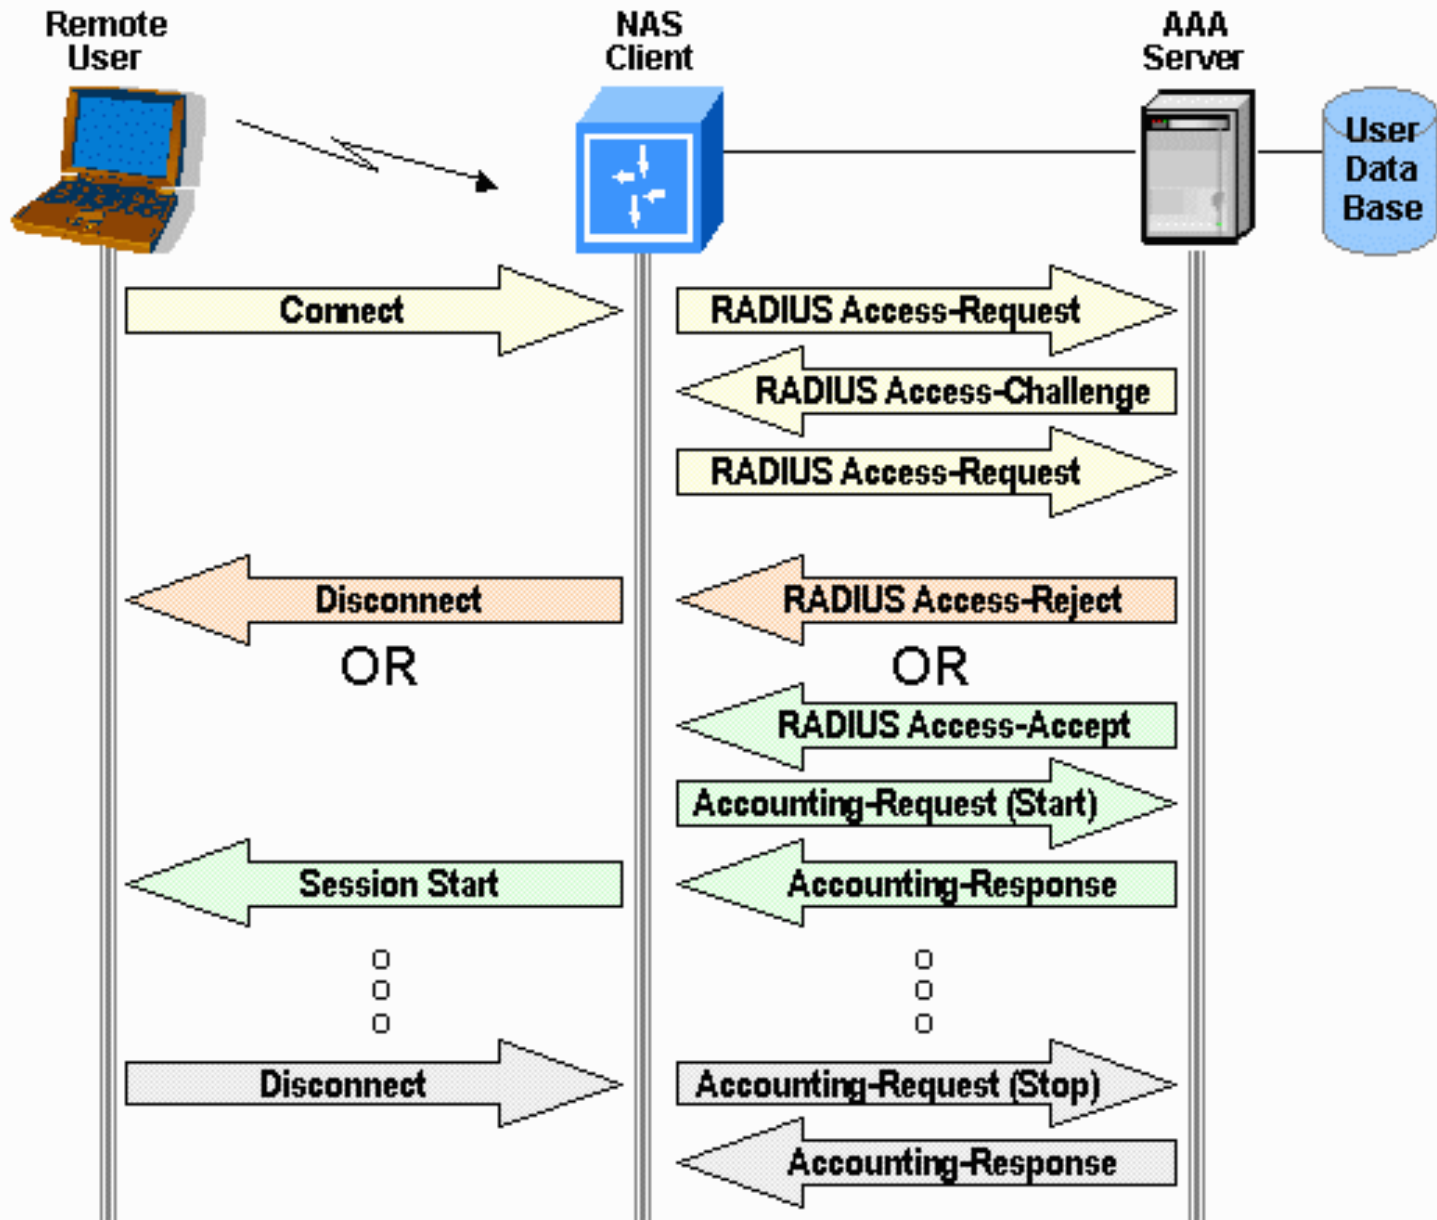 Remote
User
NAS
Client
AAA
Server
User
Data
Base
Connect
RADIUS Access-Request
RADIUS Access-Challenge
RADIUS Access-Request
Disconnect
RADIUS Access-Reject
OR
OR
RADIUS Access-Accept
Accounting-Request (Start)
Session Start
Accounting-Response
Disconnect
Accounting-Request (Stop)
Accounting-Response